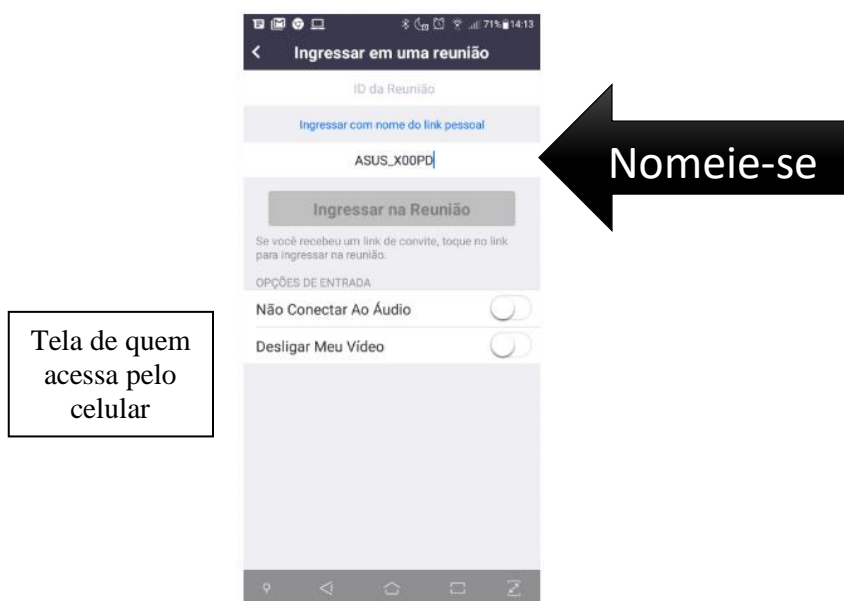 71% 14:13
Ingressar em uma reunião
ID da Reunião
Ingressar com nome do link pessoal
ASUS_X00PD
Nomeie-se
Ingressar na Reunião
Se você recebeu um link de convite, toque no link
para ingressar na reunião.
OPÇÕES DE ENTRADA
Não Conectar Ao Áudio
Desligar Meu Vídeo
Tela de quem
acessa pelo
celular